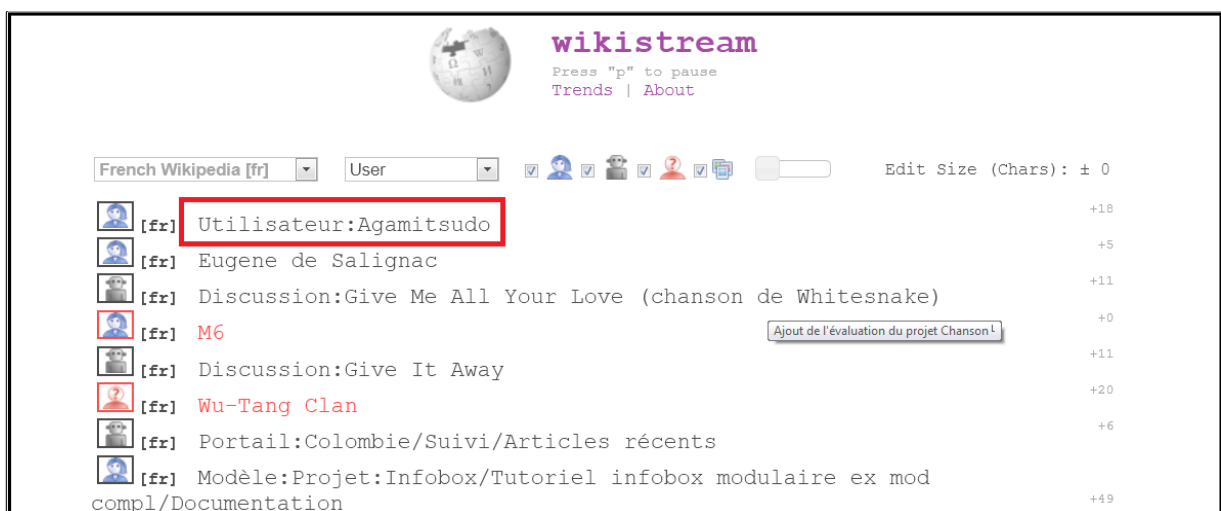 wikistream
Press "p" to pause
Trends | About
French Wikipedia [fr] User Edit Size (Chars): ± 0
[fr] Utilisateur:Agamitsudo +18
[fr] Eugene de Salignac +5
[fr] Discussion:Give Me All Your Love (chanson de Whitesnake) +11
[fr] M6 +0
Ajout de l'évaluation du projet Chanson
[fr] Discussion:Give It Away +11
[fr] Wu-Tang Clan +20
[fr] Portail:Colombie/Suivi/Articles récents +6
[fr] Modèle:Projet:Infobox/Tutoriel infobox modulaire ex mod
compl/Documentation +49